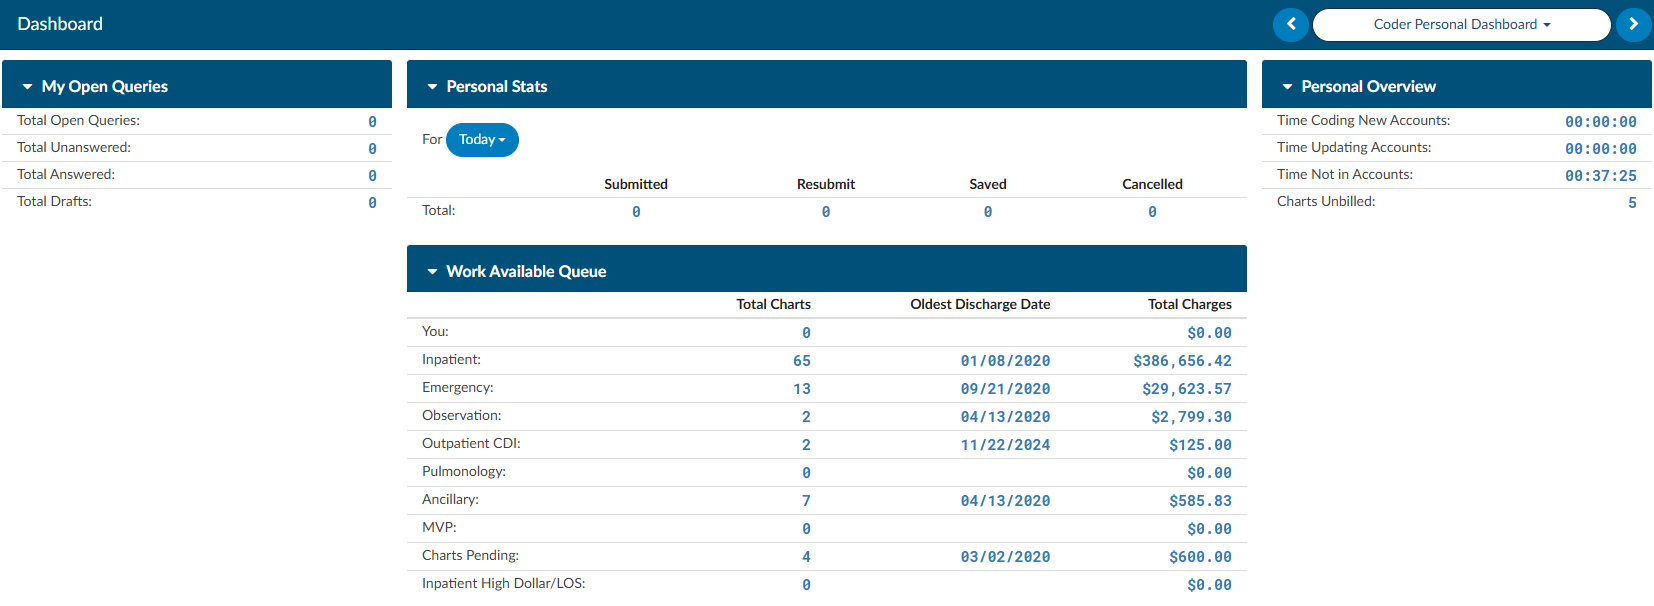 Dashboard
Coder Personal Dashboard
My Open Queries
Total Open Queries: 0
Total Unanswered: 0
Total Answered: 0
Total Drafts: 0
Personal Stats
For Today
Submitted Resubmit Saved Cancelled
Total: 0 0 0 0
Work Available Queue
Total Charts Oldest Discharge Date Total Charges
You: 0 $0.00
Inpatient: 65 01/08/2020 $386,656.42
Emergency: 13 09/21/2020 $29,623.57
Observation: 2 04/13/2020 $2,799.30
Outpatient CDI: 2 11/22/2024 $125.00
Pulmonology: 0 $0.00
Ancillary: 7 04/13/2020 $585.83
MVP: 0 $0.00
Charts Pending: 4 03/02/2020 $600.00
Inpatient High Dollar/LOS: 0 $0.00
Personal Overview
Time Coding New Accounts: 00:00:00
Time Updating Accounts: 00:00:00
Time Not in Accounts: 00:37:25
Charts Unbilled: 5